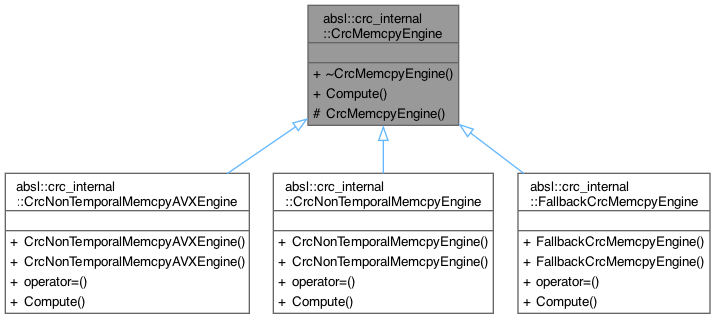 absl::crc_internal
::CrcMemcpyEngine
+ ~CrcMemcpyEngine()
+ Compute()
# CrcMemcpyEngine()
absl::crc_internal
::CrcNonTemporalMemcpyAVXEngine
+ CrcNonTemporalMemcpyAVXEngine()
+ CrcNonTemporalMemcpyAVXEngine()
+ operator=()
+ Compute()
absl::crc_internal
::CrcNonTemporalMemcpyEngine
+ CrcNonTemporalMemcpyEngine()
+ CrcNonTemporalMemcpyEngine()
+ operator=()
+ Compute()
absl::crc_internal
::FallbackCrcMemcpyEngine
+ FallbackCrcMemcpyEngine()
+ FallbackCrcMemcpyEngine()
+ operator=()
+ Compute()